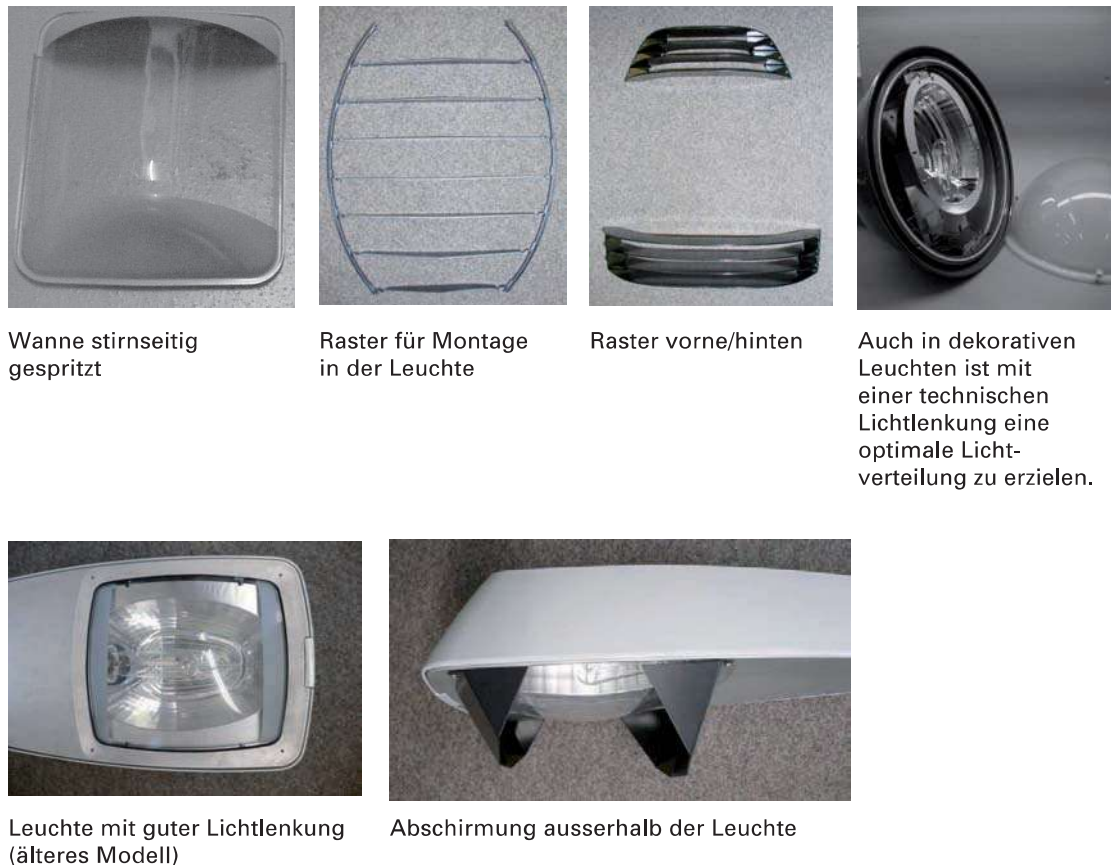 Wanne stirnseitig
gespritzt
Raster für Montage
in der Leuchte
Raster vorne/hinten
Auch in dekorativen
Leuchten ist mit
einer technischen
Lichtlenkung eine
optimale Licht-
verteilung zu erzielen.
Leuchte mit guter Lichtlenkung
(älteres Modell)
Abschirmung ausserhalb der Leuchte